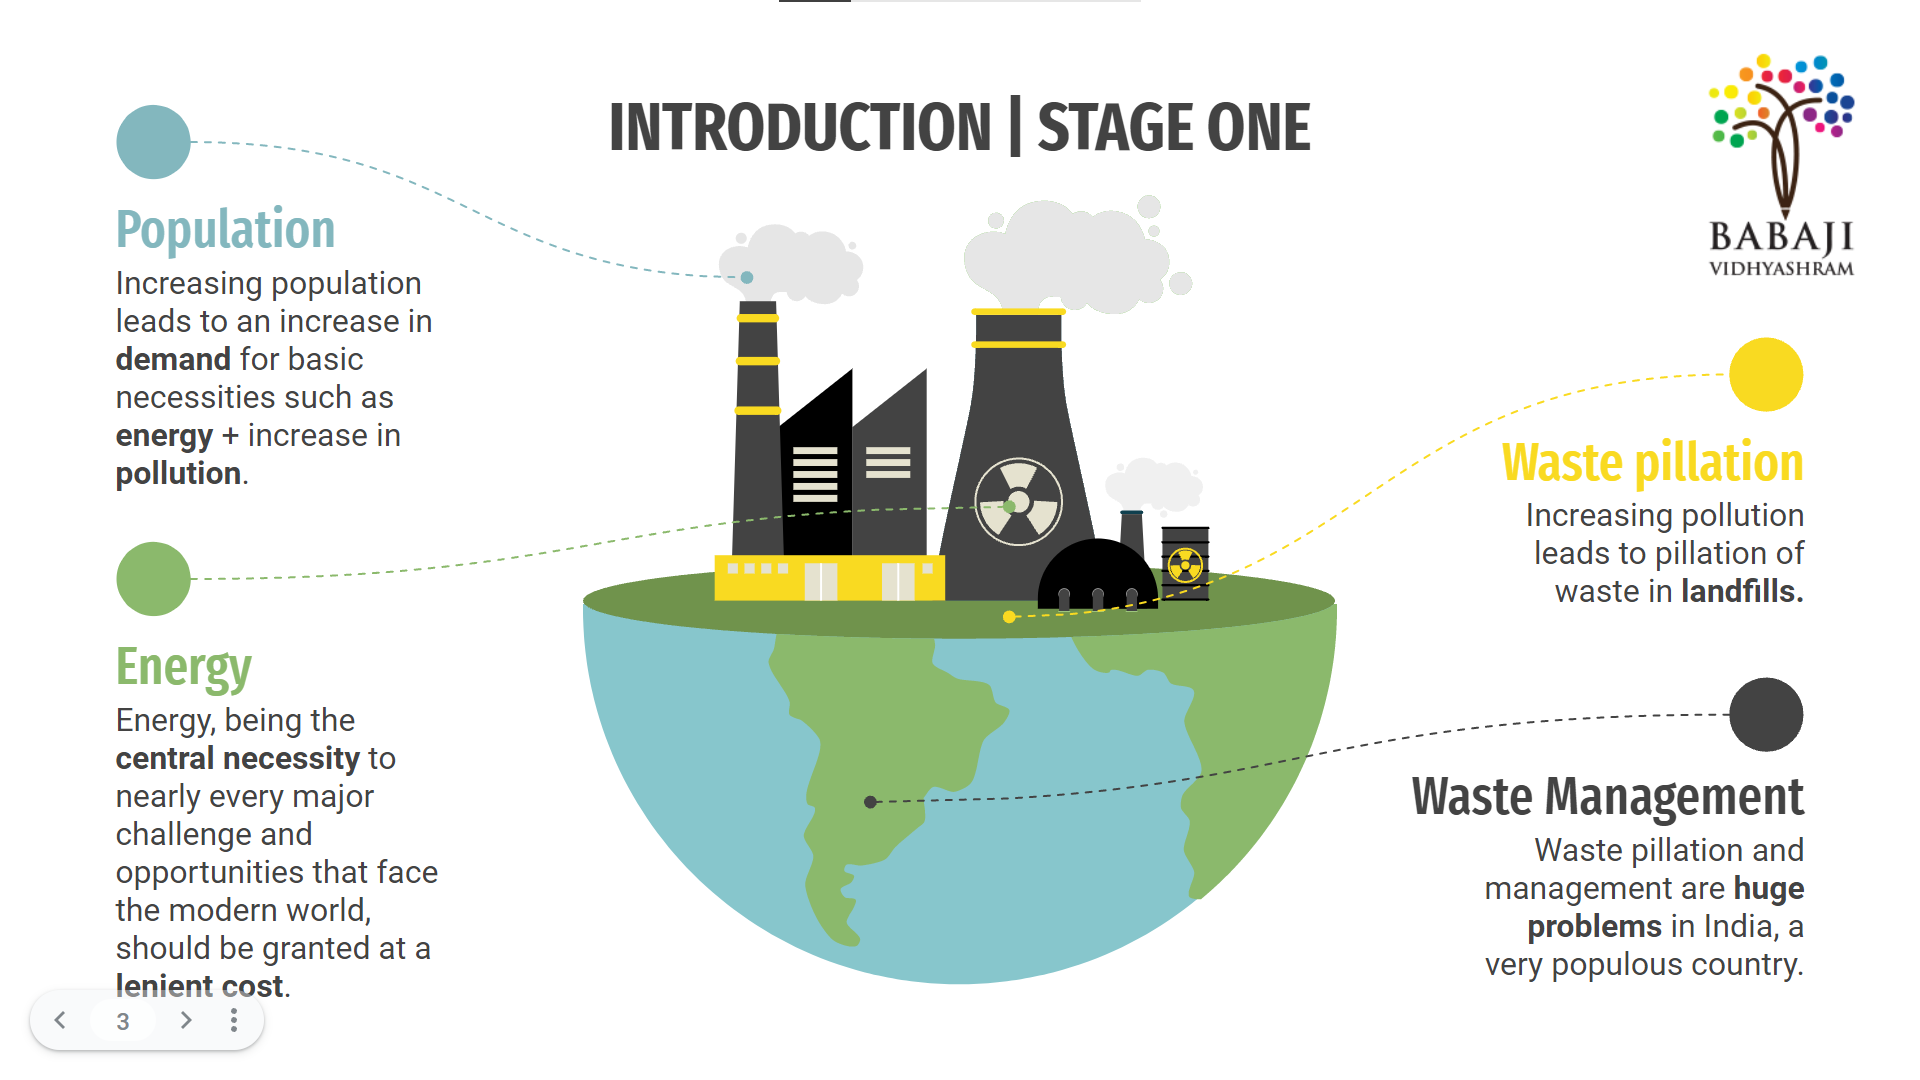 INTRODUCTION | STAGE ONE
BABAJI
VIDHYASHRAM
Population
Increasing population
leads to an increase in
demand for basic
necessities such as
energy + increase in
pollution.
Energy
Energy, being the
central necessity to
nearly every major
challenge and
opportunities that face
the modern world,
should be granted at a
lenient cost.
Waste pillation
Increasing pollution
leads to pillation of
waste in landfills.
Waste Management
Waste pillation and
management are huge
problems in India, a
very populous country.
3